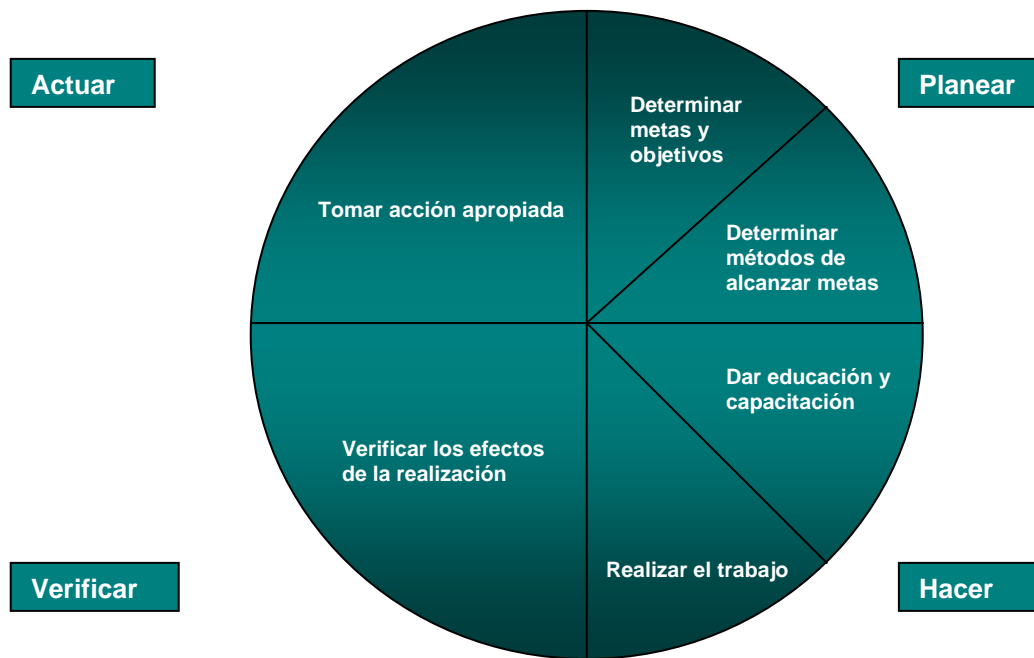 Actuar
Planear
Determinar
metas y
objetivos
Tomar acción apropiada
Determinar
métodos de
alcanzar metas
Dar educación y
capacitación
Verificar los efectos
de la realización
Realizar el trabajo
Verificar
Hacer